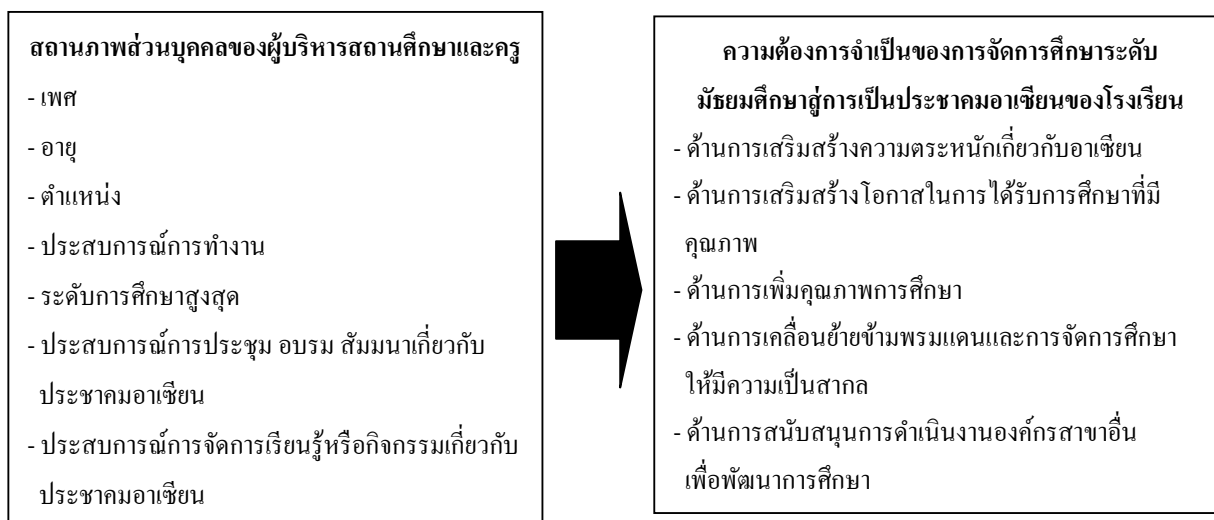 สถานภาพส่วนบุคคลของผู้บริหารสถานศึกษาและครู
- เพศ
- อายุ
- ตำแหน่ง
- ประสบการณ์การทำงาน
- ระดับการศึกษาสูงสุด
- ประสบการณ์การประชุม อบรม สัมมนาเกี่ยวกับ
ประชาคมอาเซียน
- ประสบการณ์การจัดการเรียนรู้หรือกิจกรรมเกี่ยวกับ
ประชาคมอาเซียน
ความต้องการจำเป็นของการจัดการศึกษาระดับ
มัธยมศึกษาสู่การเป็นประชาคมอาเซียนของโรงเรียน
- ด้านการเสริมสร้างความตระหนักเกี่ยวกับอาเซียน
- ด้านการเสริมสร้างโอกาสในการได้รับการศึกษาที่มี
คุณภาพ
- ด้านการเพิ่มคุณภาพการศึกษา
- ด้านการเคลื่อนย้ายข้ามพรมแดนและการจัดการศึกษา
ให้มีความเป็นสากล
- ด้านการสนับสนุนการดำเนินงานองค์กรสาขาอื่น
เพื่อพัฒนาการศึกษา